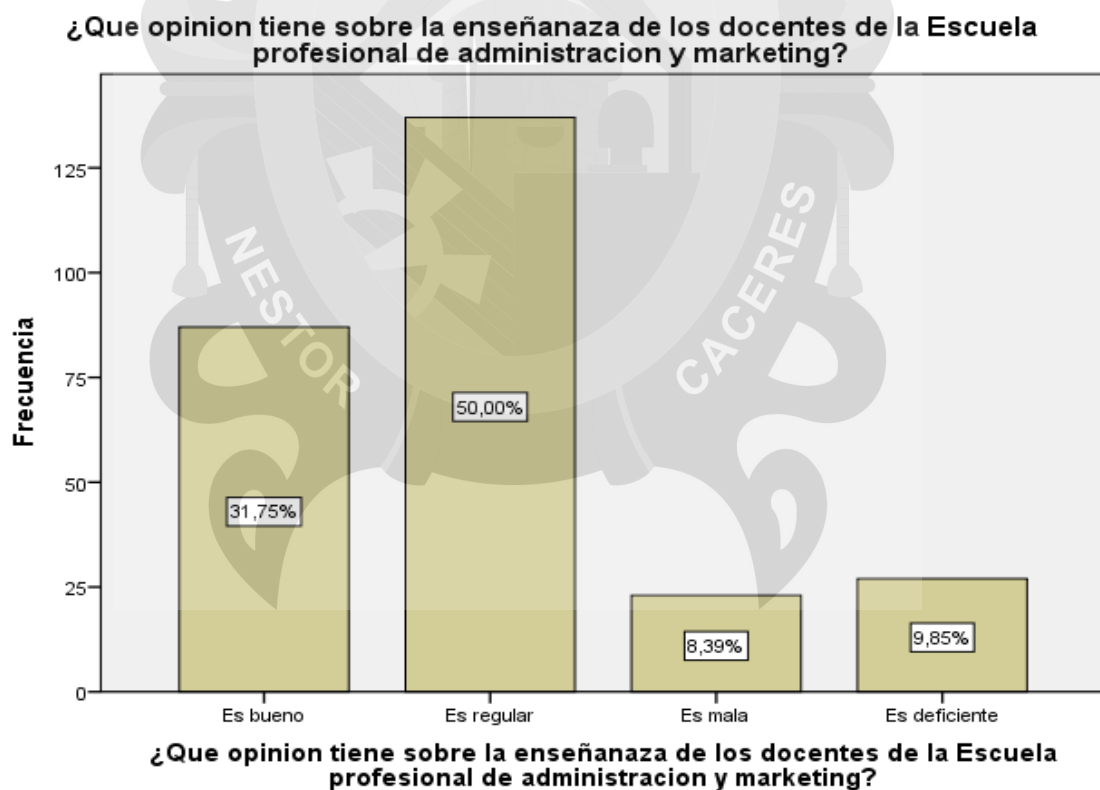 ¿Que opinion tiene sobre la enseñanaza de los docentes de la Escuela
profesional de administracion y marketing?
Frecuencia
125
100
75
50
25
0
31,75%
50,00%
8,39%
9,85%
Es bueno
Es regular
Es mala
Es deficiente
¿Que opinion tiene sobre la enseñanaza de los docentes de la Escuela
profesional de administracion y marketing?
NESTOR
CACERES